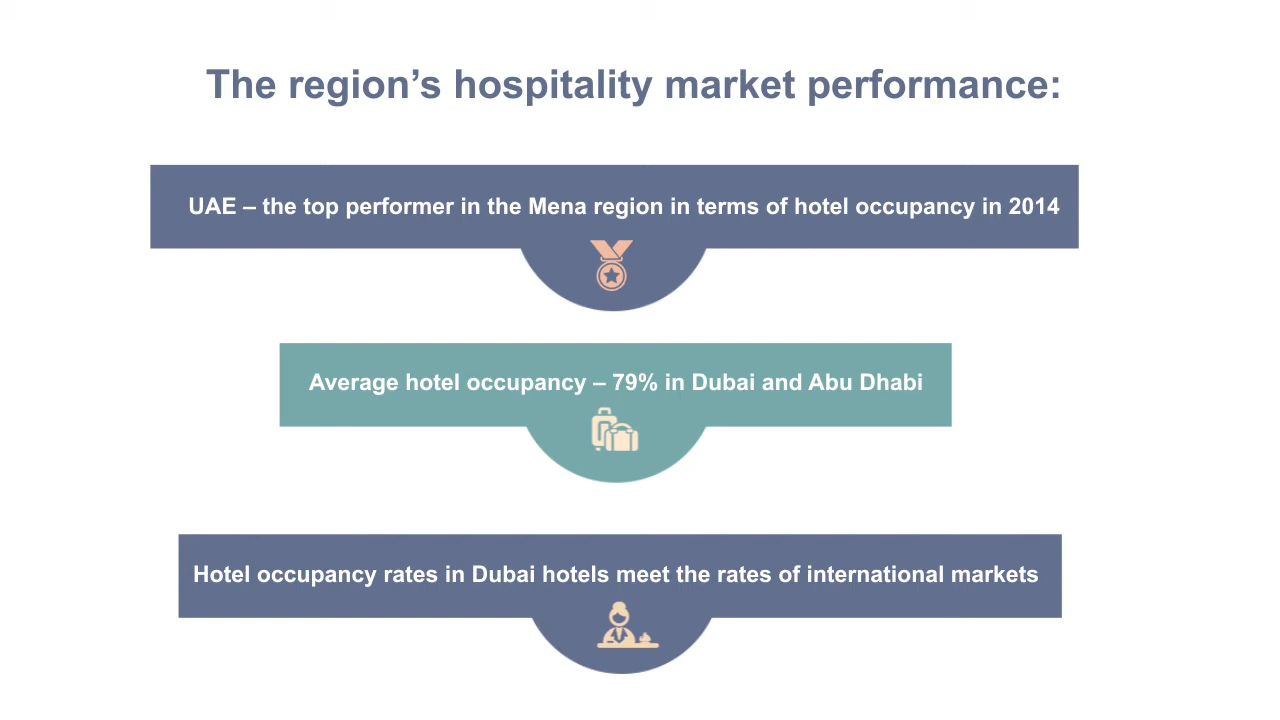 The region’s hospitality market performance:
UAE – the top performer in the Mena region in terms of hotel occupancy in 2014
Average hotel occupancy – 79% in Dubai and Abu Dhabi
Hotel occupancy rates in Dubai hotels meet the rates of international markets